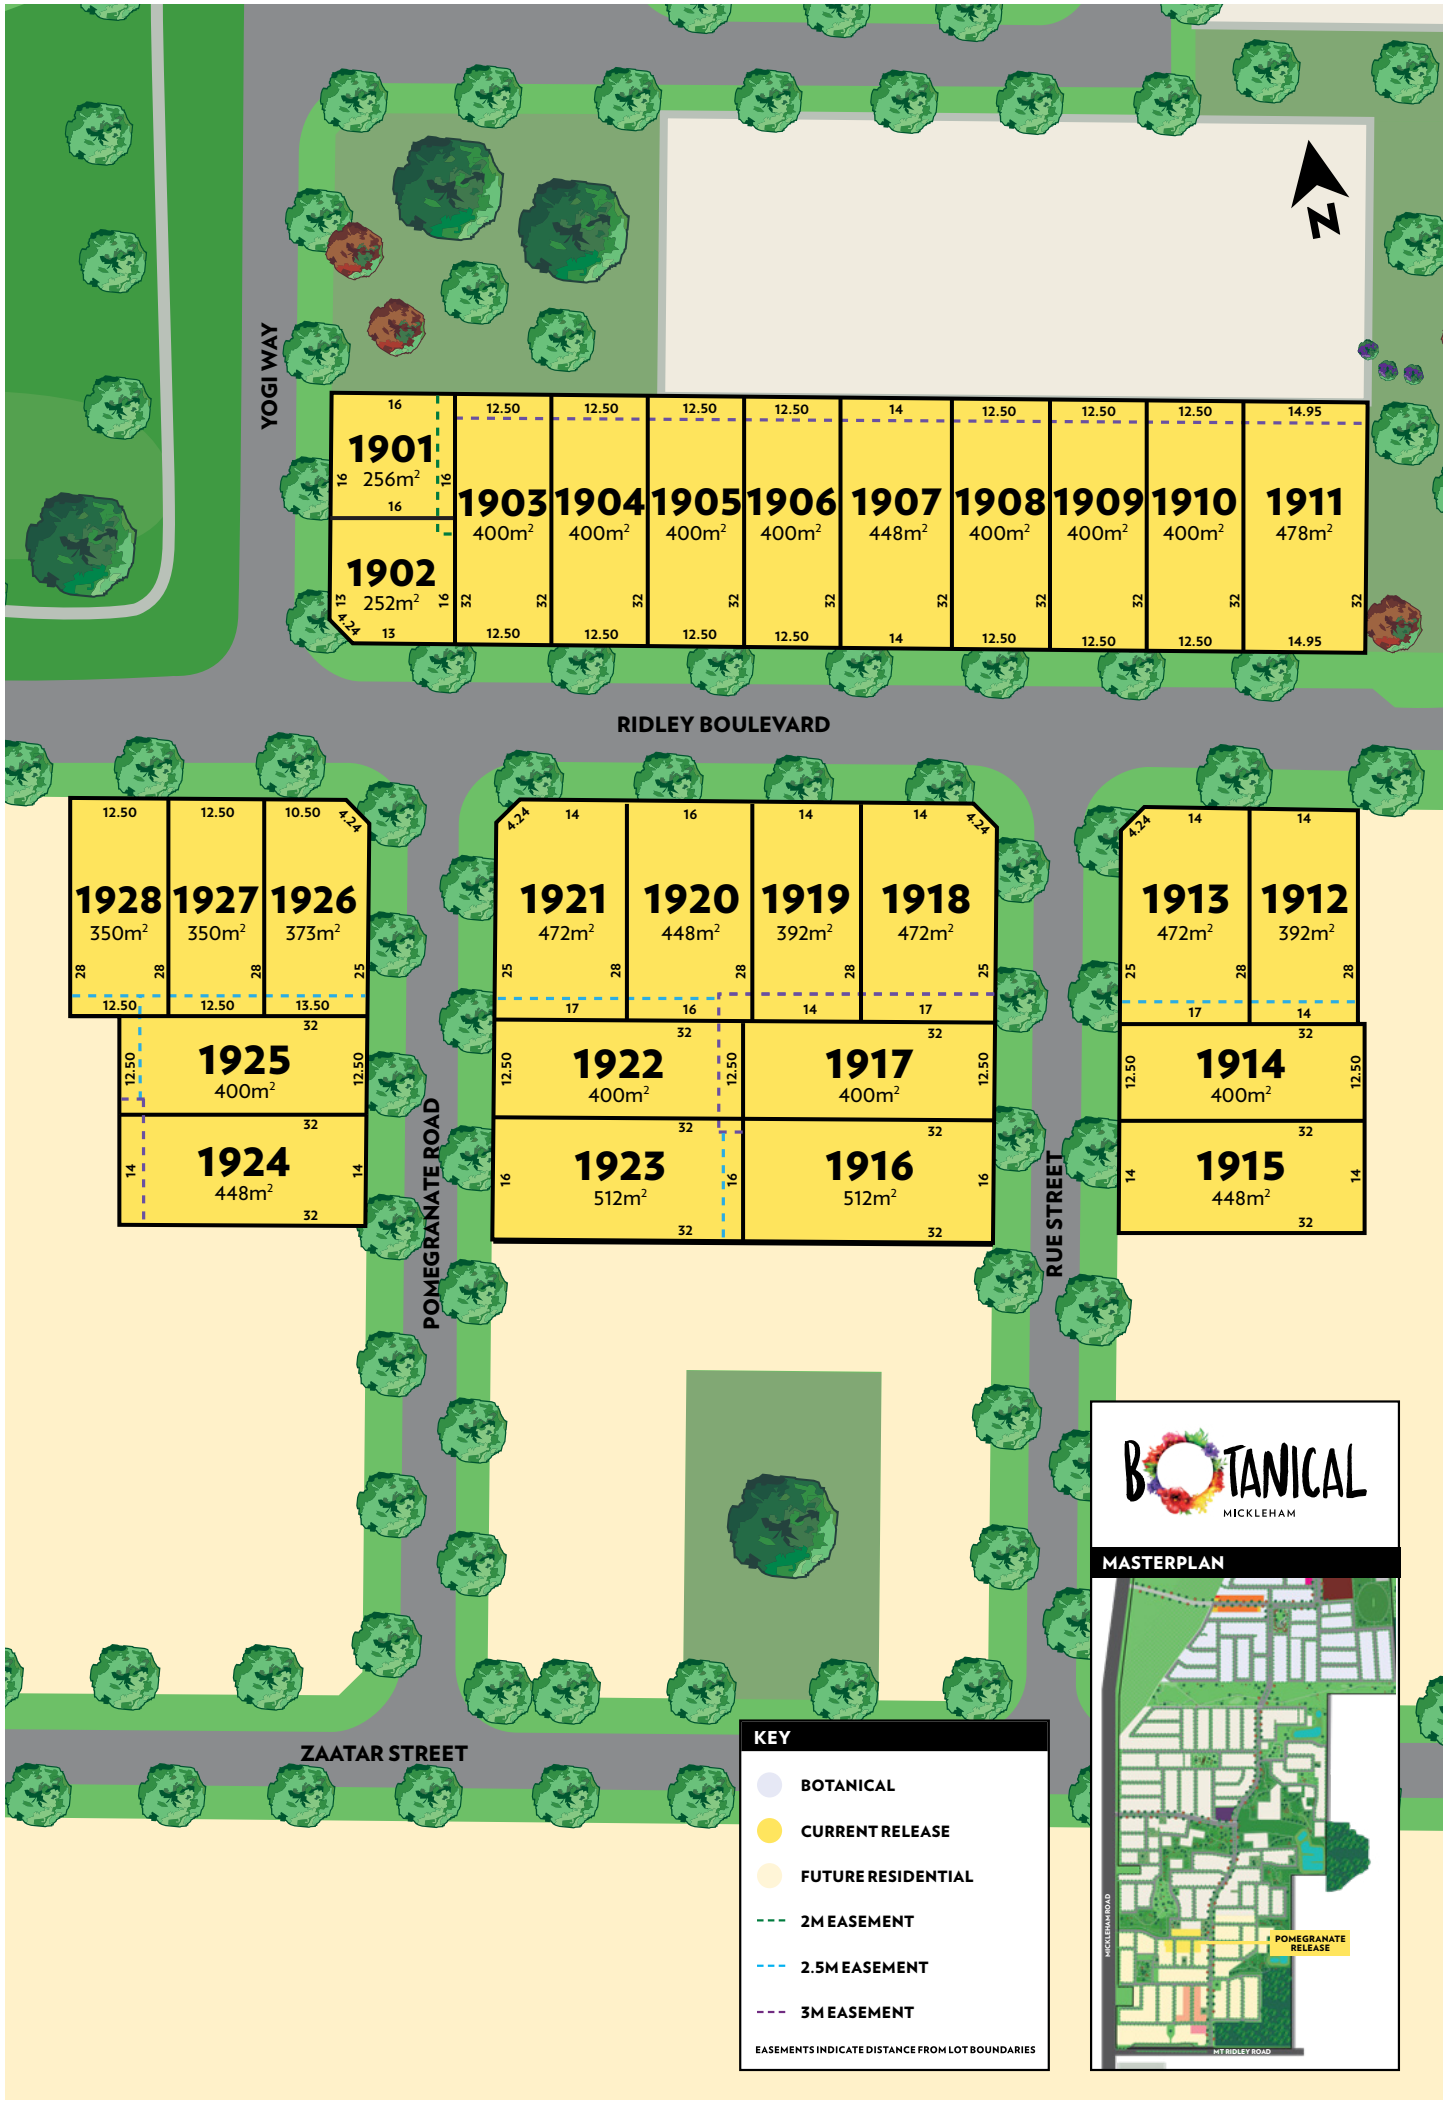 N
YOGI WAY
16
12.50
12.50
12.50
12.50
14
12.50
12.50
12.50
14.95
1901
256m²
16
16
16
1903
400m²
1904
400m²
1905
400m²
1906
400m²
1907
448m²
1908
400m²
1909
400m²
1910
400m²
1911
478m²
1902
252m²
13
16
4.24
13
32
32
32
32
32
32
32
32
32
32
12.50
12.50
12.50
12.50
14
12.50
12.50
12.50
14.95
RIDLEY BOULEVARD
12.50
12.50
10.50
4.24
1928
350m²
1927
350m²
1926
373m²
28
28
28
25
12.50
12.50
13.50
32
1925
400m²
12.50
12.50
32
1924
448m²
14
14
32
POMEGRANATE ROAD
4.24
14
16
14
14
4.24
1921
472m²
1920
448m²
1919
392m²
1918
472m²
25
28
28
28
25
17
16
14
17
32
32
1922
400m²
12.50
12.50
1917
400m²
12.50
32
32
1923
512m²
16
16
1916
512m²
16
32
32
RUE STREET
4.24
14
14
1913
472m²
1912
392m²
25
28
28
17
14
32
1914
400m²
12.50
12.50
32
1915
448m²
14
14
32
ZAATAR STREET
KEY
BOTANICAL
CURRENT RELEASE
FUTURE RESIDENTIAL
2M EASEMENT
2.5M EASEMENT
3M EASEMENT
EASEMENTS INDICATE DISTANCE FROM LOT BOUNDARIES
BOTANICAL
MICKLEHAM
MASTERPLAN
MICKLEHAM ROAD
POMEGRANATE
RELEASE
MT RIDLEY ROAD